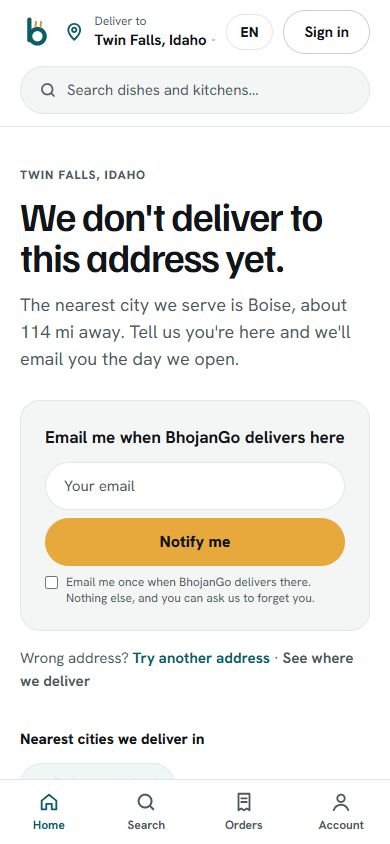 Deliver to
Twin Falls, Idaho
EN
Sign in
Search dishes and kitchens...
TWIN FALLS, IDAHO
We don't deliver to
this address yet.
The nearest city we serve is Boise, about
114 mi away. Tell us you're here and we'll
email you the day we open.
Email me when BhojanGo delivers here
Your email
Notify me
Email me once when BhojanGo delivers there.
Nothing else, and you can ask us to forget you.
Wrong address? Try another address · See where
we deliver
Nearest cities we deliver in
Home
Search
Orders
Account